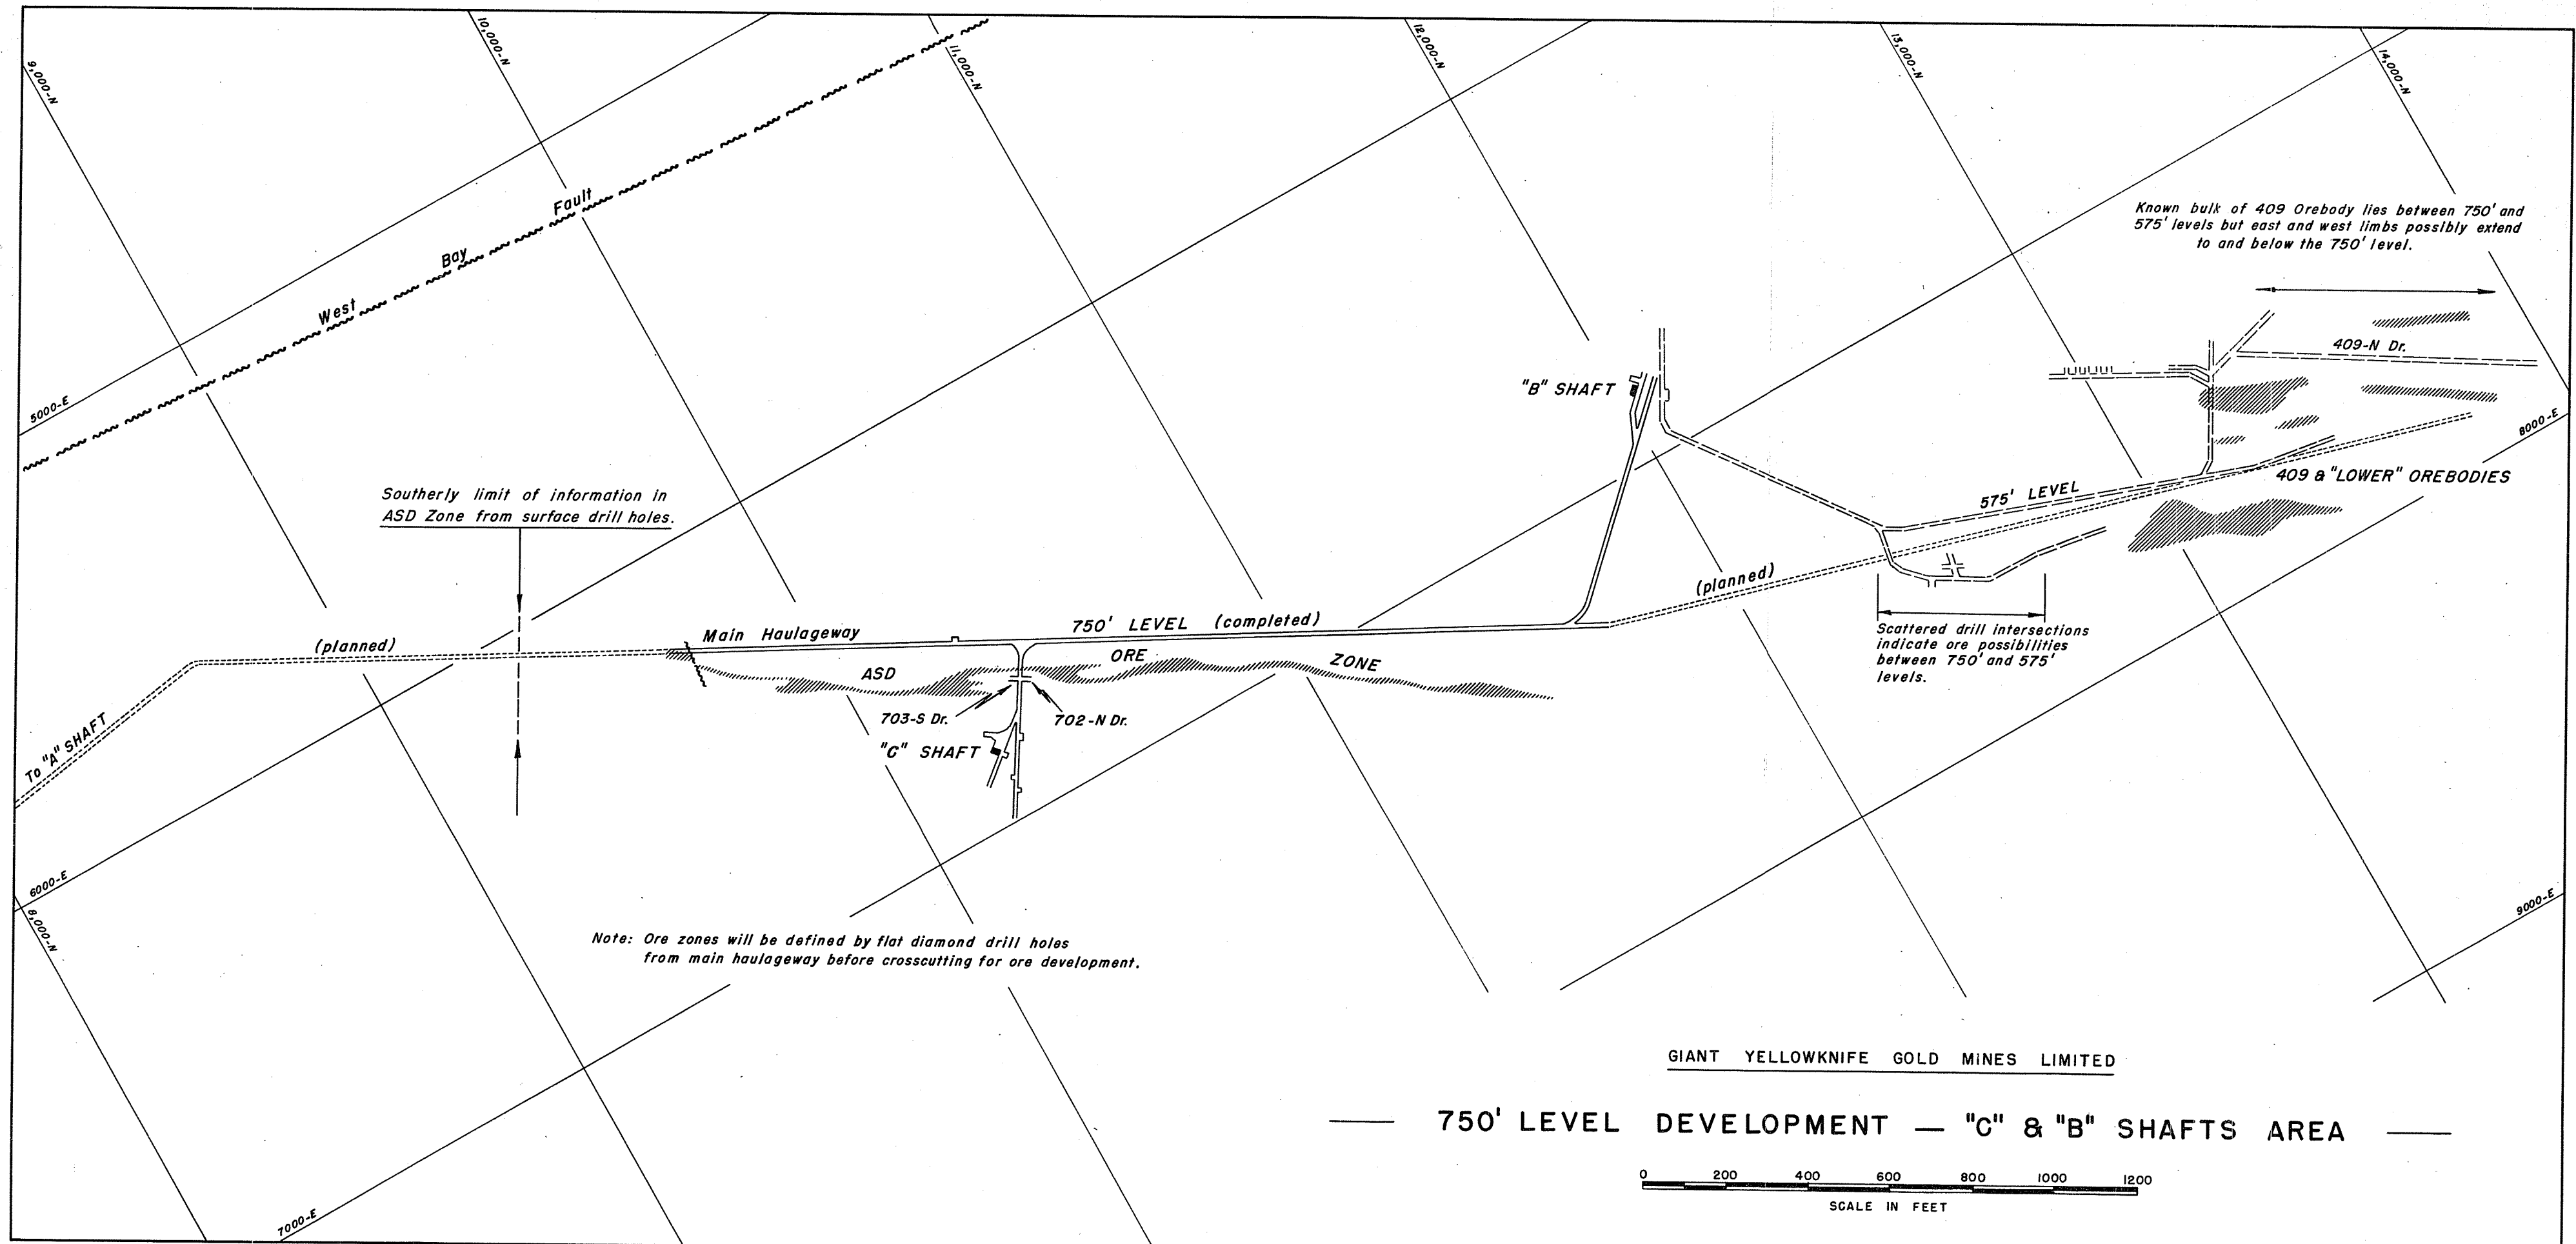 9,000-N
10,000-N
11,000-N
12,000-N
13,000-N
14,000-N
West Bay Fault
5000-E
Known bulk of 409 Orebody lies between 750' and
575' levels but east and west limbs possibly extend
to and below the 750' level.
409-N Dr.
"B" SHAFT
8000-E
409 & "LOWER" OREBODIES
575' LEVEL
Southerly limit of information in
ASD Zone from surface drill holes.
(planned)
Main Haulageway
750' LEVEL (completed)
(planned)
Scattered drill intersections
indicate ore possibilities
between 750' and 575'
levels.
ASD ORE ZONE
703-S Dr.
702-N Dr.
"C" SHAFT
To "A" SHAFT
6000-E
8,000-N
9000-E
Note: Ore zones will be defined by flat diamond drill holes
from main haulageway before crosscutting for ore development.
7000-E
GIANT YELLOWKNIFE GOLD MINES LIMITED
— 750' LEVEL DEVELOPMENT — "C" & "B" SHAFTS AREA —
0 200 400 600 800 1000 1200
SCALE IN FEET